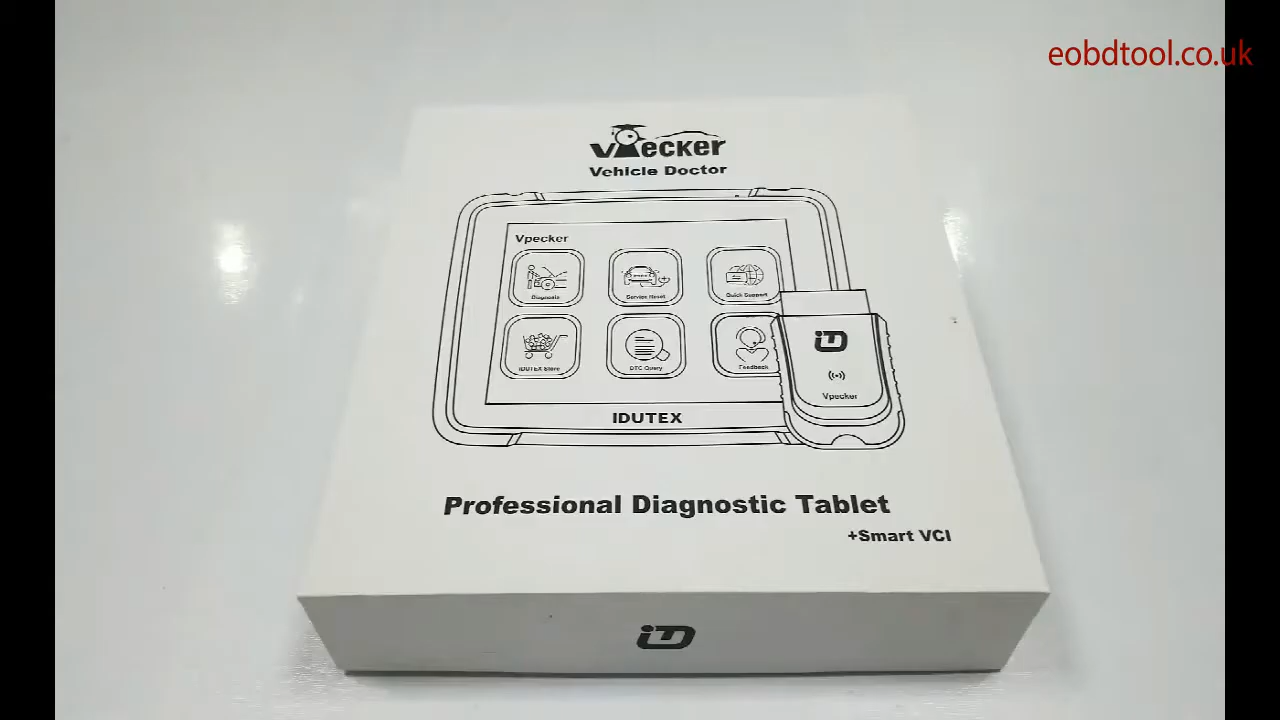 eobdtool.co.uk
Vpecker
Vehicle Doctor
Vpecker
Diagnosis
Service Reset
Quick Support
IDUTEX Store
DTC Query
Feedback
iD
Vpecker
IDUTEX
Professional Diagnostic Tablet
+Smart VCI
iD